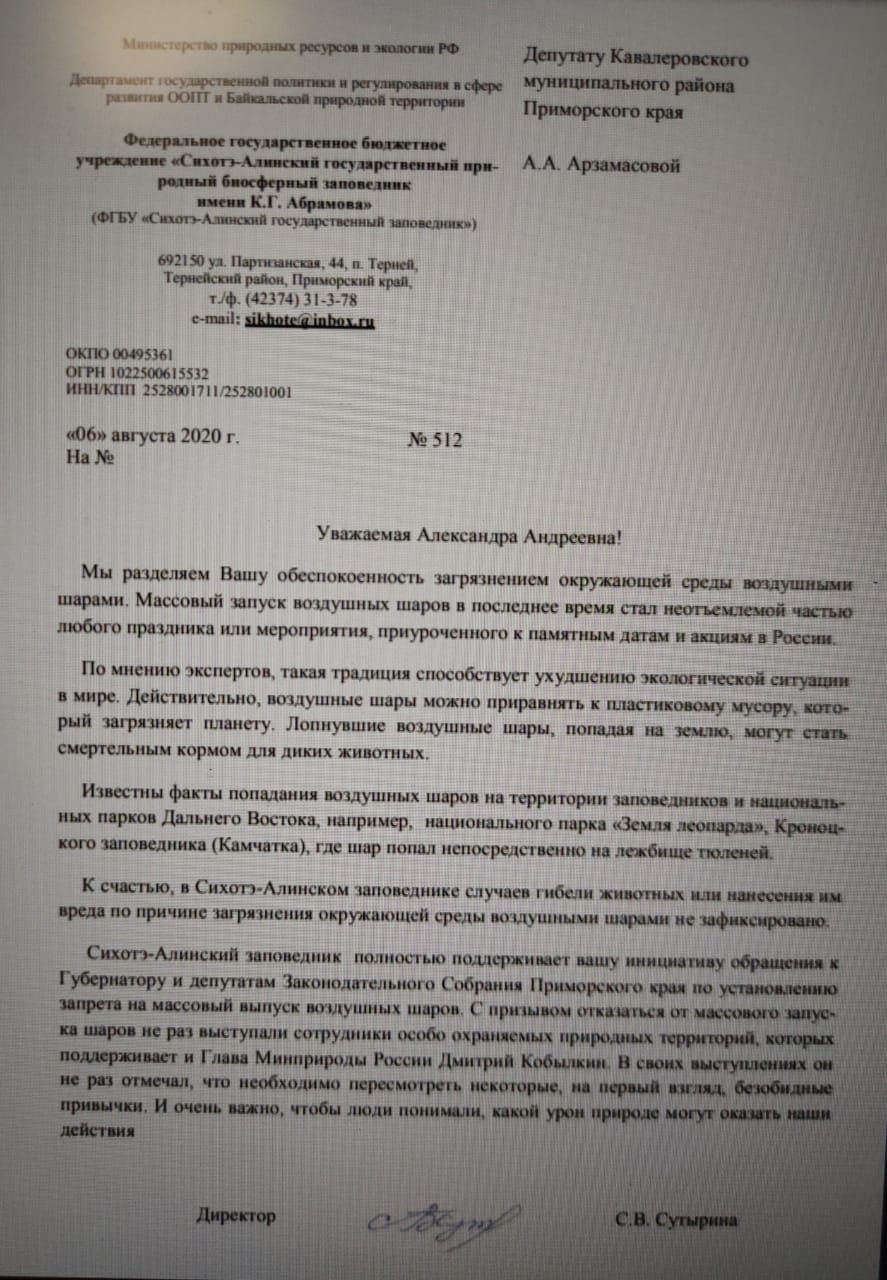 Министерство природных ресурсов и экологии РФ
Департамент государственной политики и регулирования в сфере
развития ООПТ и Байкальской природной территории
Федеральное государственное бюджетное
учреждение «Сихотэ-Алинский государственный при-
родный биосферный заповедник
имени К.Г. Абрамова»
(ФГБУ «Сихотэ-Алинский государственный заповедник»)
692150 ул. Партизанская, 44, п. Терней,
Тернейский район, Приморский край,
т./ф. (42374) 31-3-78
e-mail: sikhote@inbox.ru
ОКПО 00495361
ОГРН 1022500615532
ИНН/КПП 2528001711/252801001
«06» августа 2020 г. № 512
На №
Депутату Кавалеровского
муниципального района
Приморского края
А.А. Арзамасовой
Уважаемая Александра Андреевна!
Мы разделяем Вашу обеспокоенность загрязнением окружающей среды воздушными
шарами. Массовый запуск воздушных шаров в последнее время стал неотъемлемой частью
любого праздника или мероприятия, приуроченного к памятным датам и акциям в России.
По мнению экспертов, такая традиция способствует ухудшению экологической ситуации
в мире. Действительно, воздушные шары можно приравнять к пластиковому мусору, кото-
рый загрязняет планету. Лопнувшие воздушные шары, попадая на землю, могут стать
смертельным кормом для диких животных.
Известны факты попадания воздушных шаров на территории заповедников и националь-
ных парков Дальнего Востока, например, национального парка «Земля леопарда», Кроноц-
кого заповедника (Камчатка), где шар попал непосредственно на лежбище тюленей.
К счастью, в Сихотэ-Алинском заповеднике случаев гибели животных или нанесения им
вреда по причине загрязнения окружающей среды воздушными шарами не зафиксировано.
Сихотэ-Алинский заповедник полностью поддерживает вашу инициативу обращения к
Губернатору и депутатам Законодательного Собрания Приморского края по установлению
запрета на массовый выпуск воздушных шаров. С призывом отказаться от массового запус-
ка шаров не раз выступали сотрудники особо охраняемых природных территорий, которых
поддерживает и Глава Минприроды России Дмитрий Кобылкин. В своих выступлениях он
не раз отмечал, что необходимо пересмотреть некоторые, на первый взгляд, безобидные
привычки. И очень важно, чтобы люди понимали, какой урон природе могут оказать наши
действия
Директор С.В. Сутырина